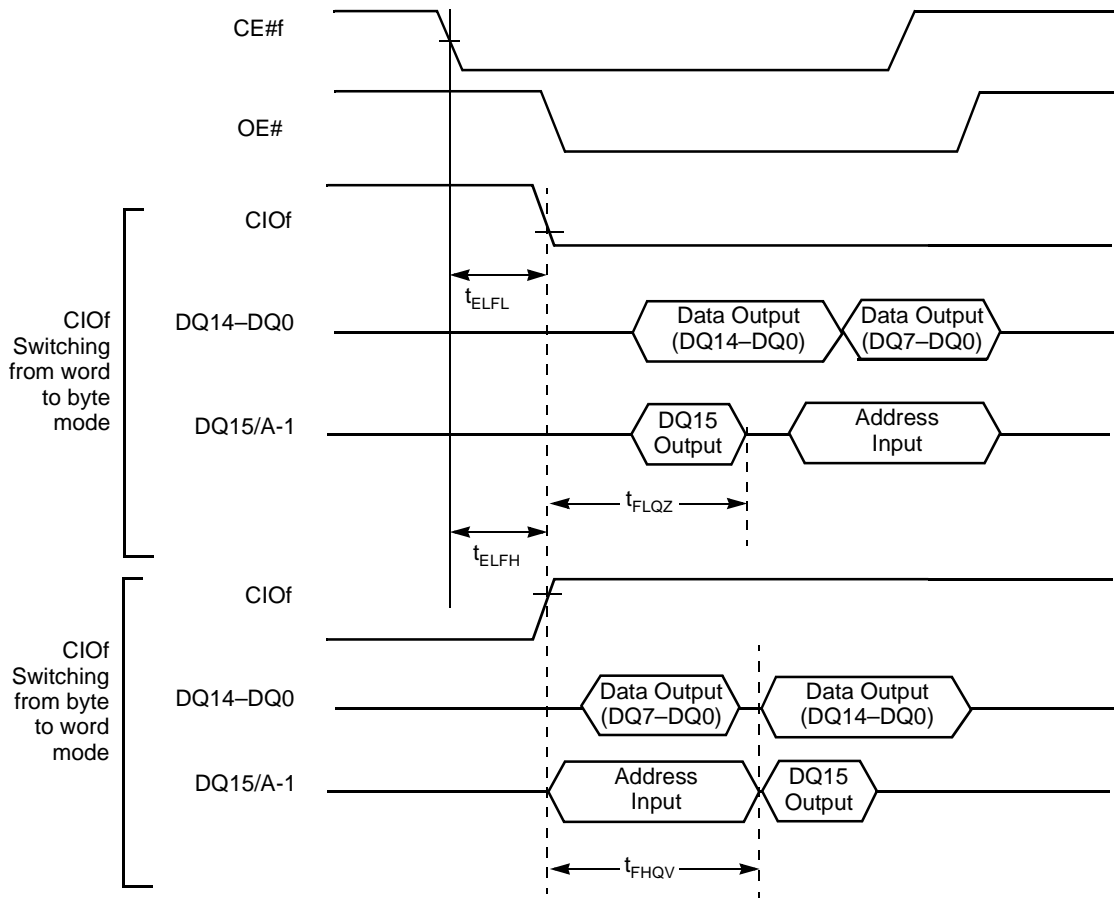 CE#f
OE#
CIOf
CIOf
Switching
from word
to byte
mode
tELFL
DQ14–DQ0
Data Output
(DQ14–DQ0)
Data Output
(DQ7–DQ0)
DQ15/A-1
DQ15
Output
Address
Input
tFLQZ
tELFH
CIOf
CIOf
Switching
from byte
to word
mode
DQ14–DQ0
Data Output
(DQ7–DQ0)
Data Output
(DQ14–DQ0)
DQ15/A-1
Address
Input
DQ15
Output
tFHQV